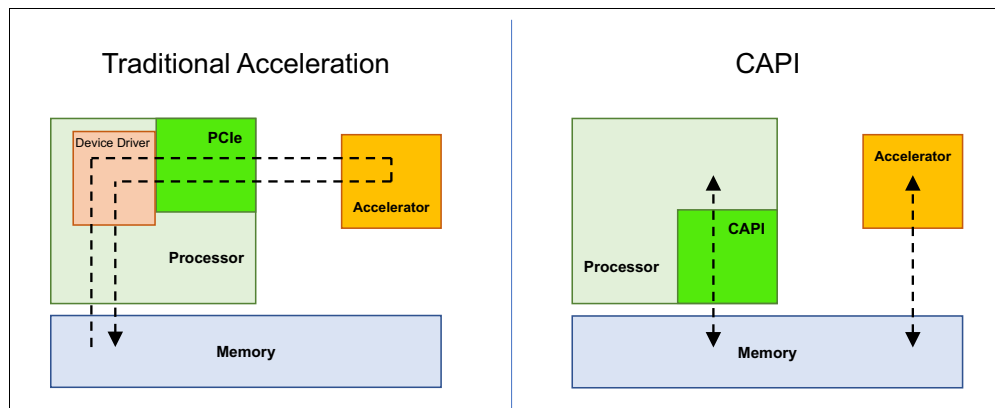 Traditional Acceleration
Device Driver
PCIe
Accelerator
Processor
Memory
CAPI
Accelerator
CAPI
Processor
Memory